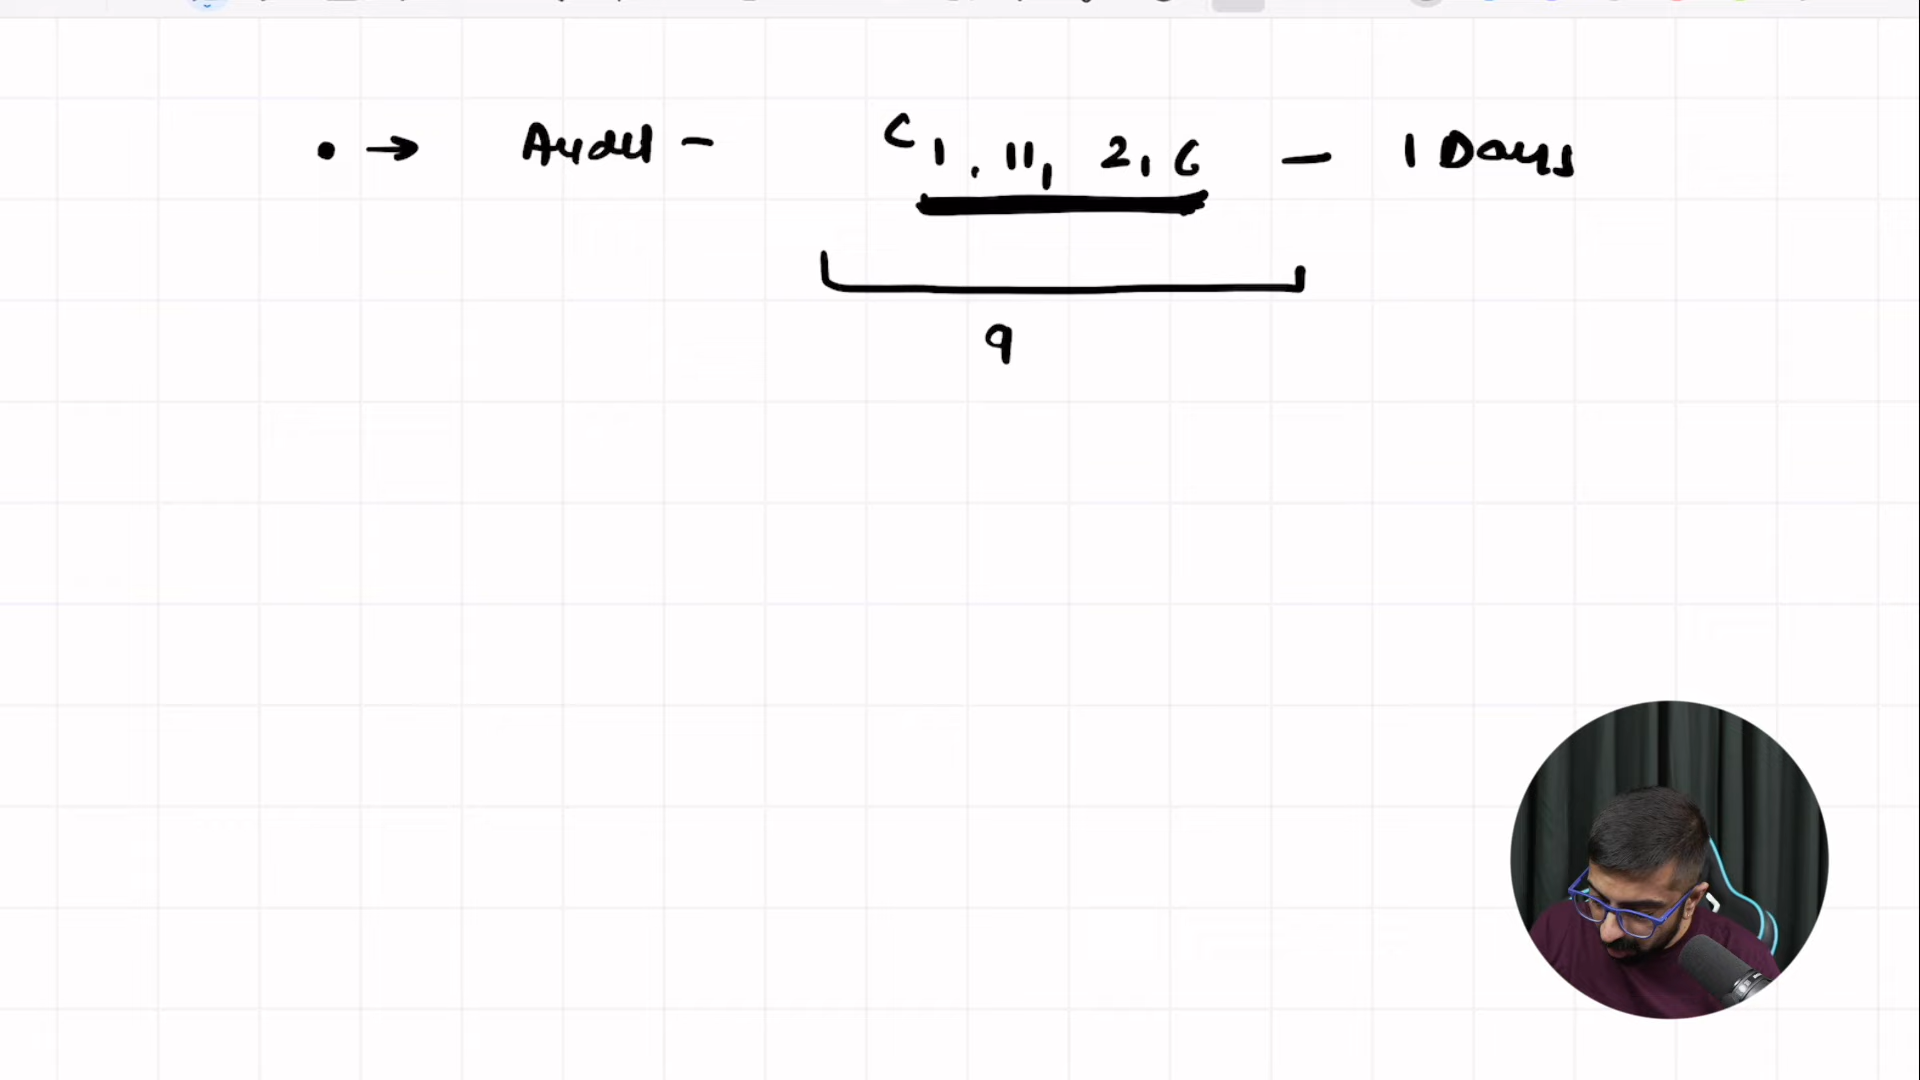 • → Audit - C 1, 11, 2, 6 — 1 Days
9